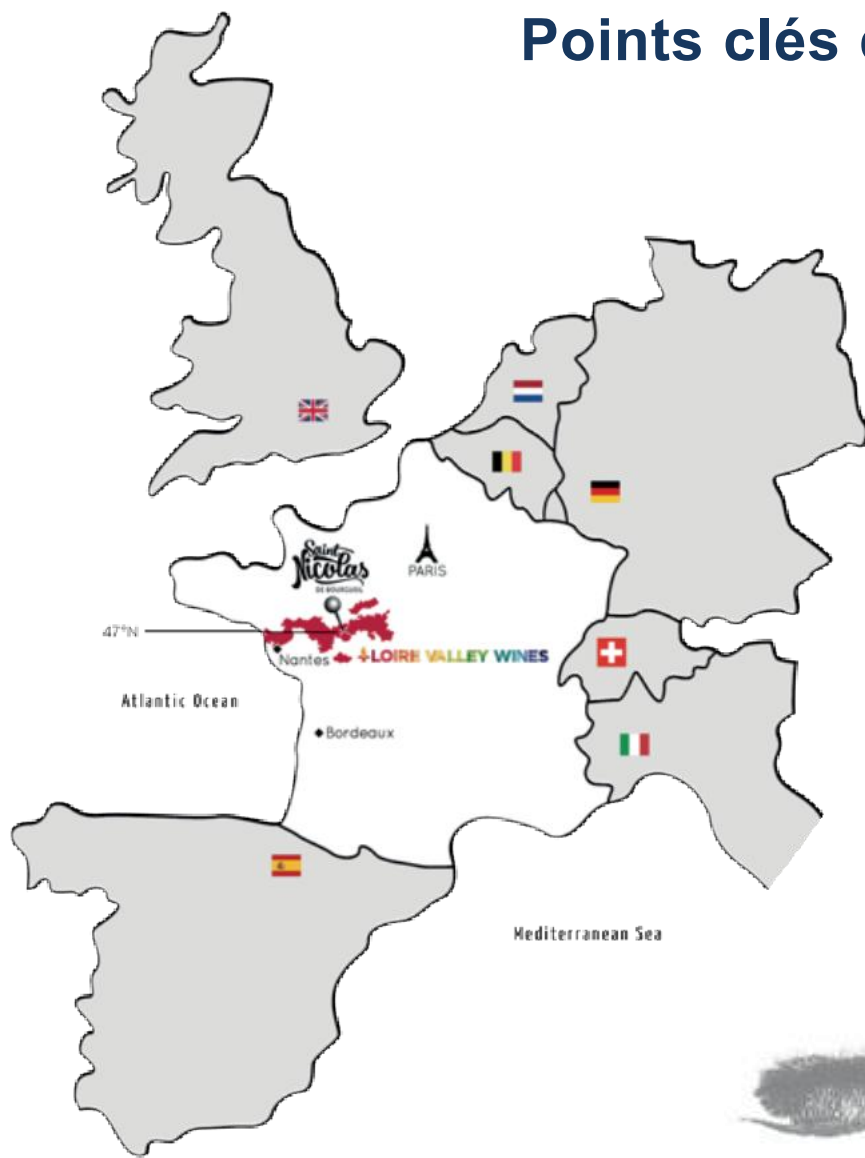 Points clés
Saint
Nicolas
DE BOURGUEIL
PARIS
47°N
Nantes
LOIRE VALLEY WINES
Atlantic Ocean
Bordeaux
Mediterranean Sea